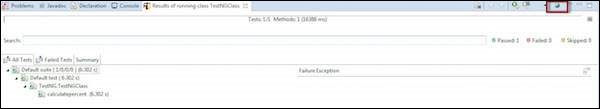 Problems Javadoc Declaration Console Results of running class TestNGClass
Tests: 1/1 Methods: 1 (16388 ms)
Search: Passed: 1 Failed: 0 Skipped: 0
All Tests Failed Tests Summary
Default suite ( 1/0/0/0 ) (6.302 s) Failure Exception
Default test ( 6.302 s)
TestNG.TestNGClass
calculatepercent (6.302 s)